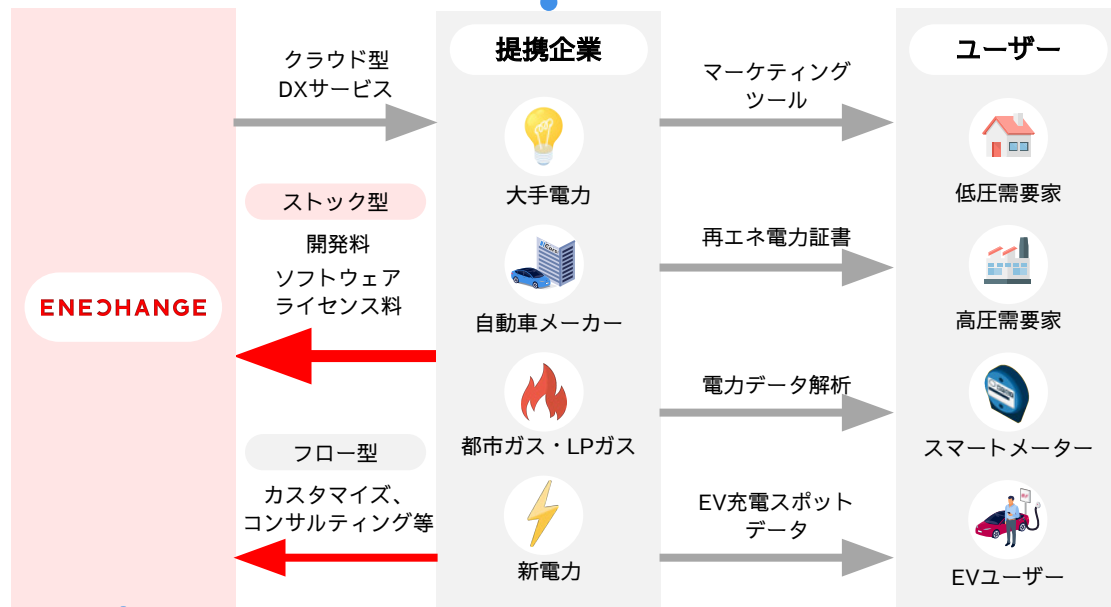 ENECHANGE
クラウド型
DXサービス
ストック型
開発料
ソフトウェア
ライセンス料
フロー型
カスタマイズ、
コンサルティング等
提携企業
大手電力
自動車メーカー
都市ガス・LPガス
新電力
マーケティング
ツール
再エネ電力証書
電力データ解析
EV充電スポット
データ
ユーザー
低圧需要家
高圧需要家
スマートメーター
EVユーザー